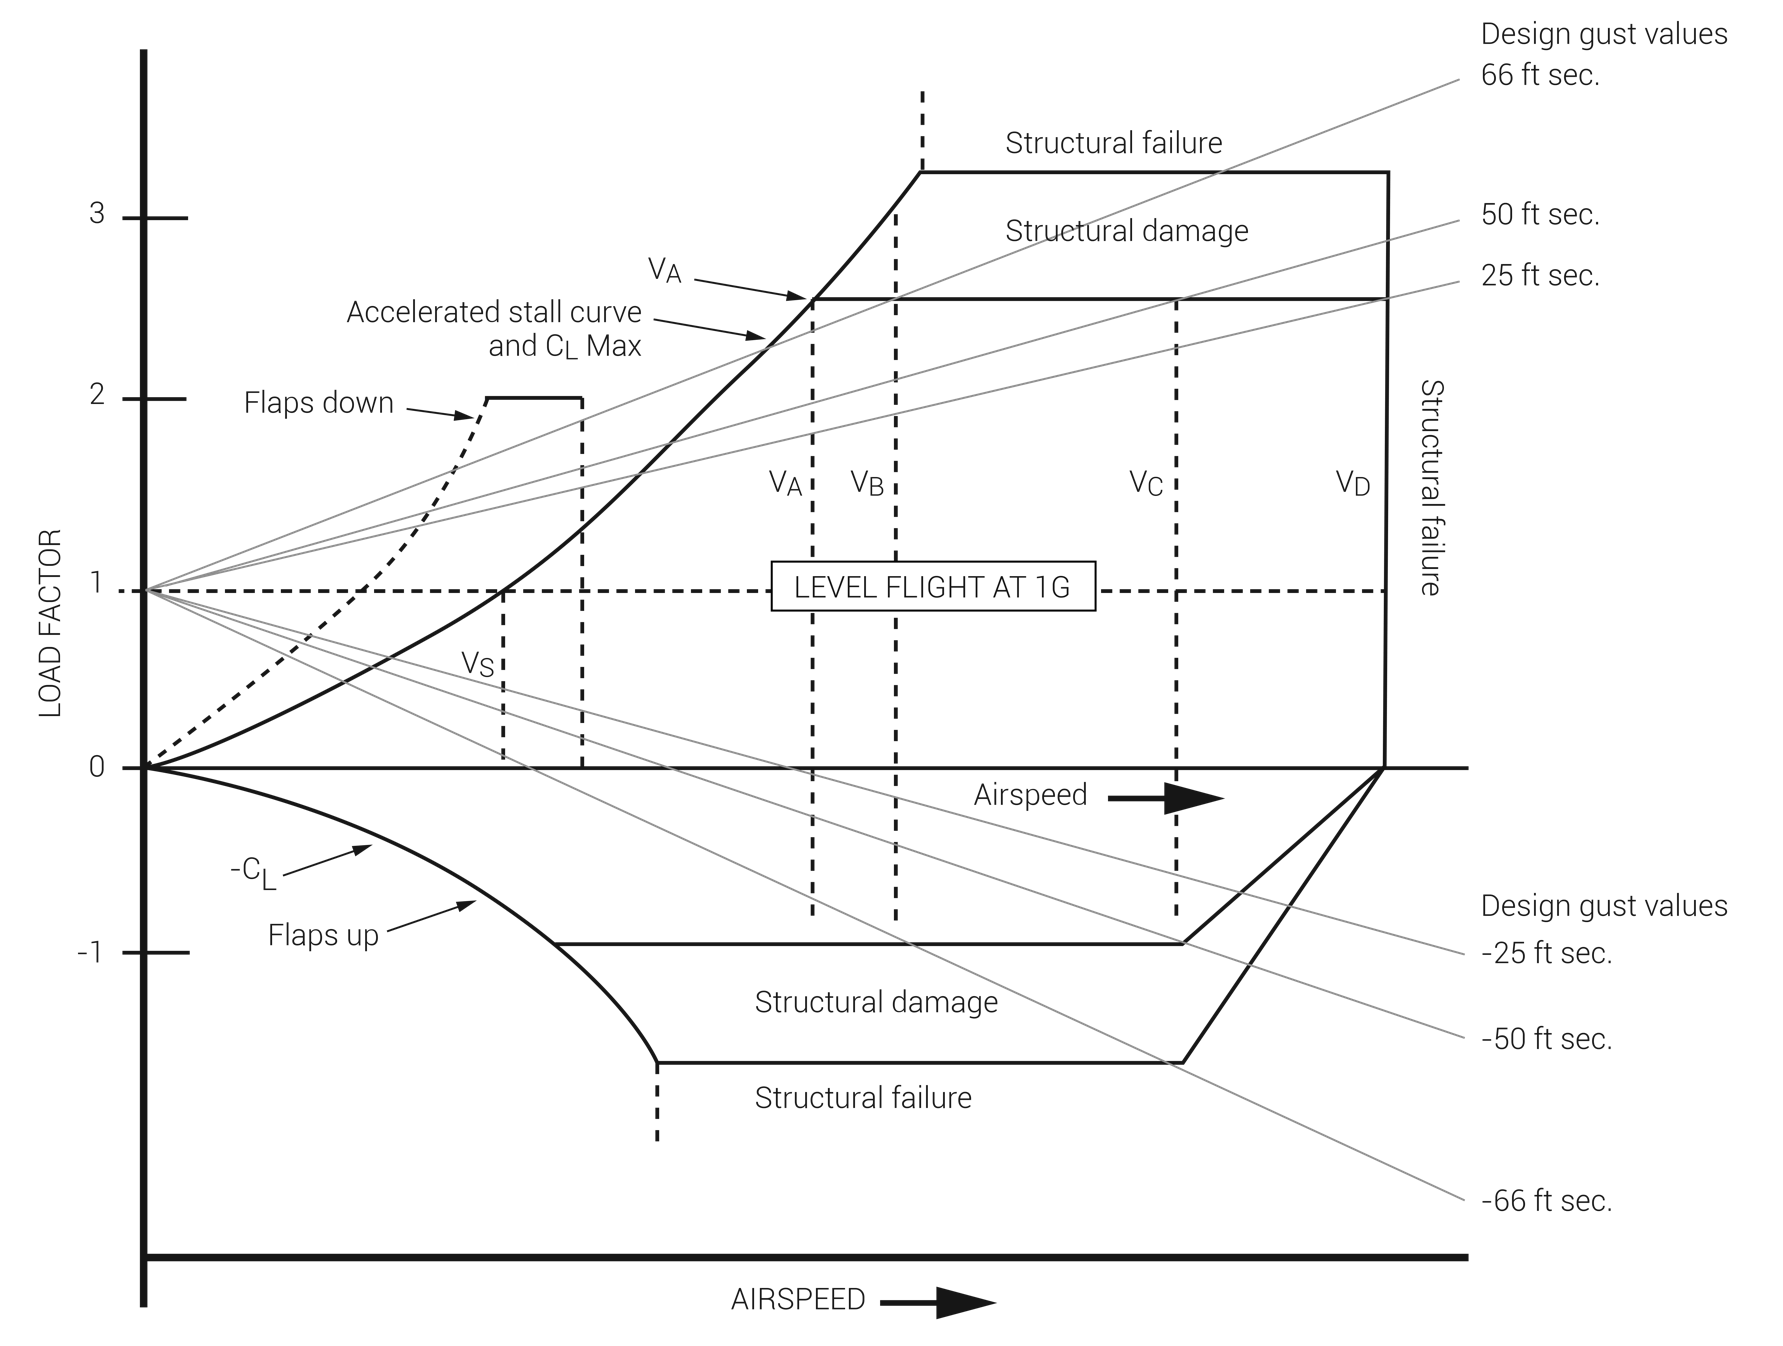 Design gust values
66 ft sec.
Structural failure
3
50 ft sec.
Structural damage
VA
25 ft sec.
Accelerated stall curve
and CL Max
2
Flaps down
VA
VB
VC
VD
Structural failure
LOAD FACTOR
1
LEVEL FLIGHT AT 1G
VS
0
Airspeed
-CL
Flaps up
Design gust values
-1
-25 ft sec.
Structural damage
-50 ft sec.
Structural failure
-66 ft sec.
AIRSPEED